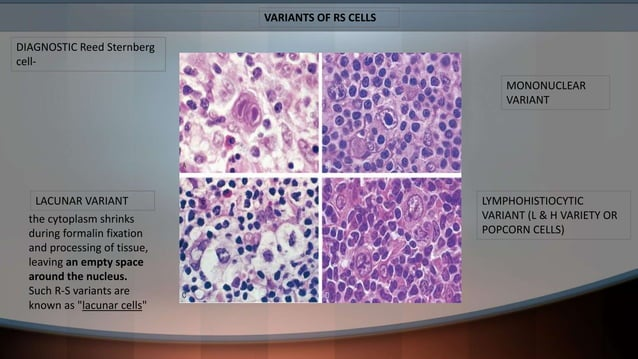 VARIANTS OF RS CELLS
DIAGNOSTIC Reed Sternberg
cell-
MONONUCLEAR
VARIANT
LACUNAR VARIANT
the cytoplasm shrinks
during formalin fixation
and processing of tissue,
leaving an empty space
around the nucleus.
Such R-S variants are
known as "lacunar cells"
LYMPHOHISTIOCYTIC
VARIANT (L & H VARIETY OR
POPCORN CELLS)